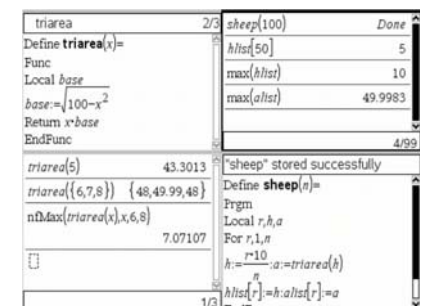 triarea 2/3
Define triarea(x)=
Func
Local base
base:=√100−x²
Return x·base
EndFunc
sheep(100) Done
hlist[50] 5
max(hlist) 10
max(alist) 49.9983
4/99
triarea(5) 43.3013
triarea({6,7,8}) {48,49.99,48}
nfMax(triarea(x),x,6,8)
7.07107
1/3
"sheep" stored successfully
Define sheep(n)=
Prgm
Local r,h,a
For r,1,n
h:=r·10/n:a:=triarea(h)
hlist[r]:=h:alist[r]:=a